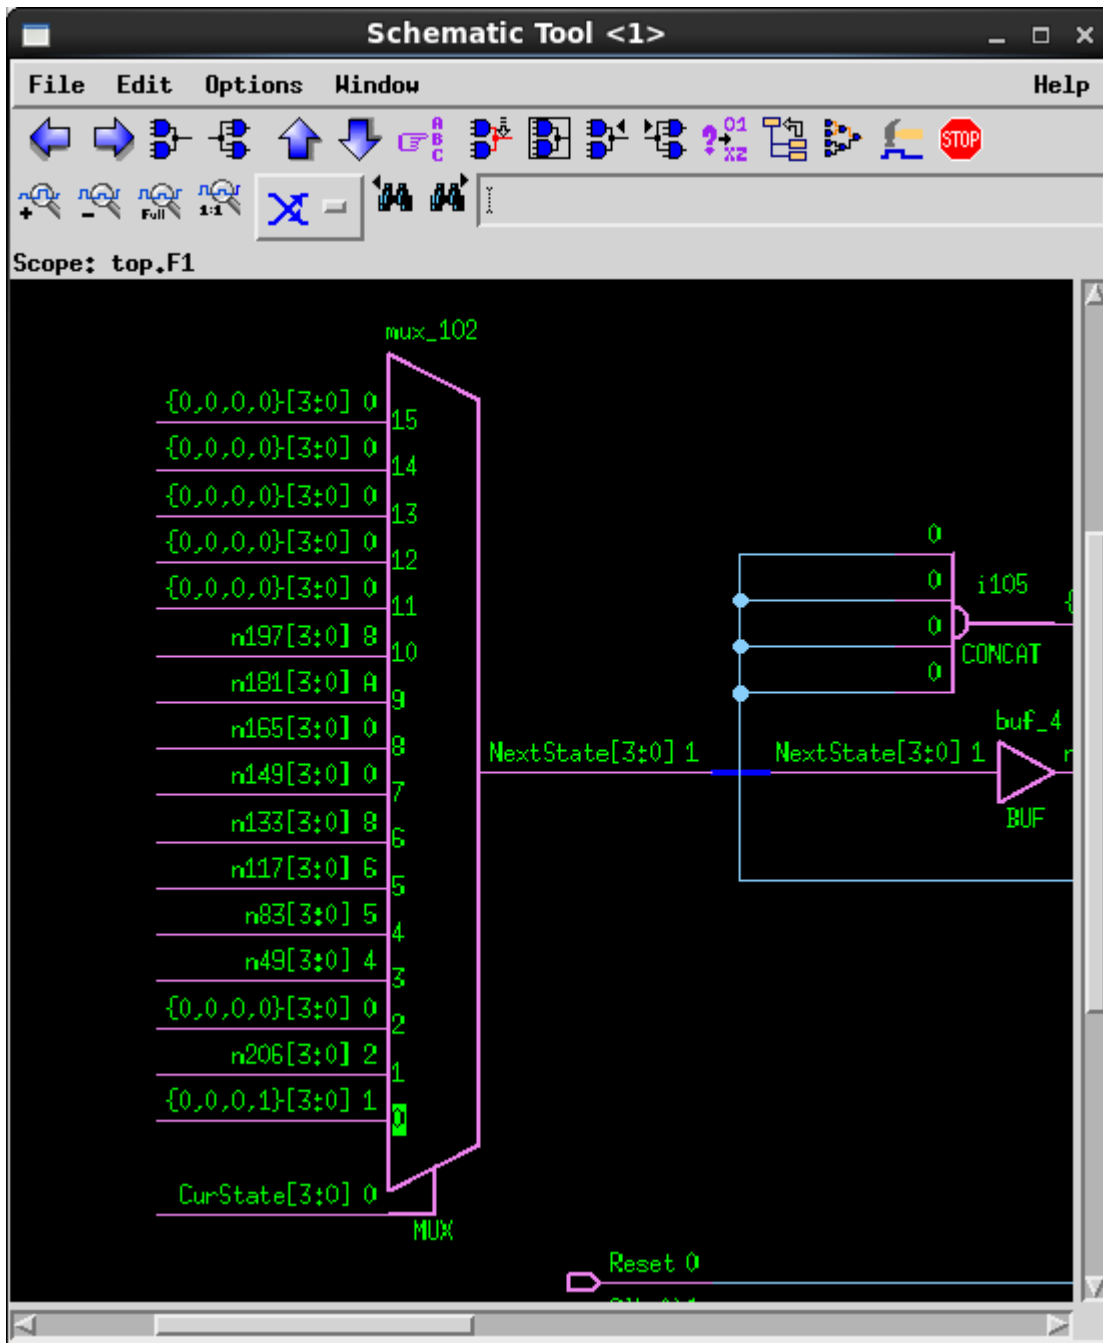 Schematic Tool <1>
File Edit Options Window Help
A
B
C
01
XZ
STOP
Full
1:1
Scope: top.F1
mux_102
{0,0,0,0}[3:0] 0
15
{0,0,0,0}[3:0] 0
14
{0,0,0,0}[3:0] 0
13
{0,0,0,0}[3:0] 0
12
{0,0,0,0}[3:0] 0
11
n197[3:0] 8
10
n181[3:0] A
9
n165[3:0] 0
8
n149[3:0] 0
7
n133[3:0] 8
6
n117[3:0] 6
5
n83[3:0] 5
4
n49[3:0] 4
3
{0,0,0,0}[3:0] 0
2
n206[3:0] 2
1
{0,0,0,1}[3:0] 1
0
CurState[3:0] 0
MUX
NextState[3:0] 1
0
0
0
0
i105
CONCAT
NextState[3:0] 1
buf_4
BUF
Reset 0